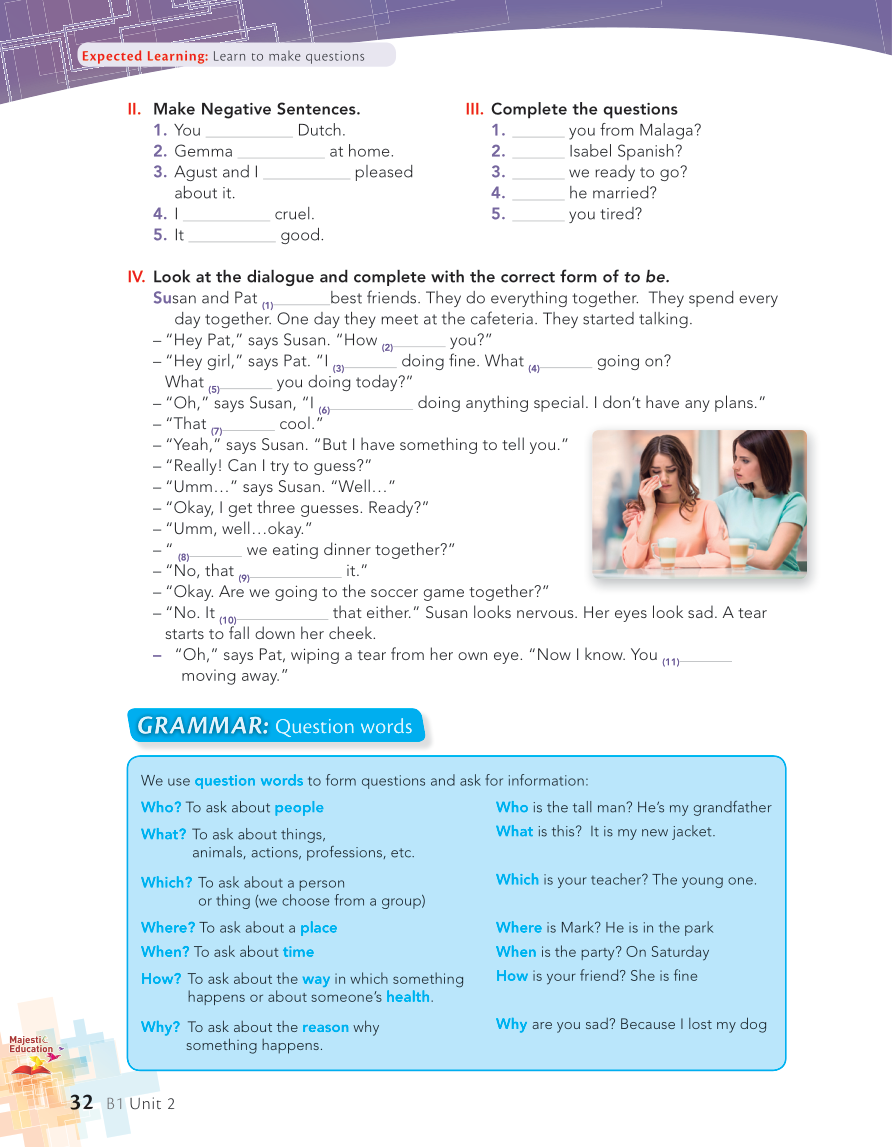 Expected Learning: Learn to make questions
II. Make Negative Sentences.
1. You __________ Dutch.
2. Gemma __________ at home.
3. Agust and I __________ pleased
about it.
4. I __________ cruel.
5. It __________ good.
III. Complete the questions
1. ______ you from Malaga?
2. ______ Isabel Spanish?
3. ______ we ready to go?
4. ______ he married?
5. ______ you tired?
IV. Look at the dialogue and complete with the correct form of to be.
Susan and Pat (1)______best friends. They do everything together. They spend every
day together. One day they meet at the cafeteria. They started talking.
– “Hey Pat,” says Susan. “How (2)______ you?”
– “Hey girl,” says Pat. “I (3)______ doing fine. What (4)______ going on?
What (5)______ you doing today?”
– “Oh,” says Susan, “I (6)__________ doing anything special. I don’t have any plans.”
– “That (7)______ cool.”
– “Yeah,” says Susan. “But I have something to tell you.”
– “Really! Can I try to guess?”
– “Umm…” says Susan. “Well…”
– “Okay, I get three guesses. Ready?”
– “Umm, well…okay.”
– “ (8)______ we eating dinner together?”
– “No, that (9)__________ it.”
– “Okay. Are we going to the soccer game together?”
– “No. It (10)__________ that either.” Susan looks nervous. Her eyes look sad. A tear
starts to fall down her cheek.
– “Oh,” says Pat, wiping a tear from her own eye. “Now I know. You (11)______
moving away.”
GRAMMAR: Question words
We use question words to form questions and ask for information:
Who? To ask about people
Who is the tall man? He’s my grandfather
What? To ask about things,
animals, actions, professions, etc.
What is this? It is my new jacket.
Which? To ask about a person
or thing (we choose from a group)
Which is your teacher? The young one.
Where? To ask about a place
Where is Mark? He is in the park
When? To ask about time
When is the party? On Saturday
How? To ask about the way in which something
happens or about someone’s health.
How is your friend? She is fine
Why? To ask about the reason why
something happens.
Why are you sad? Because I lost my dog
Majestic
Education
32 B1 Unit 2